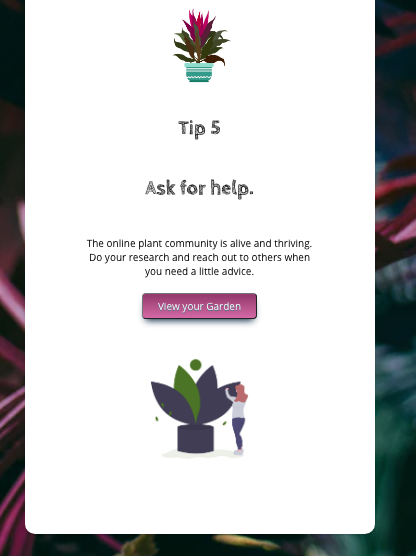 Tip 5
Ask for help.
The online plant community is alive and thriving.
Do your research and reach out to others when
you need a little advice.
View your Garden